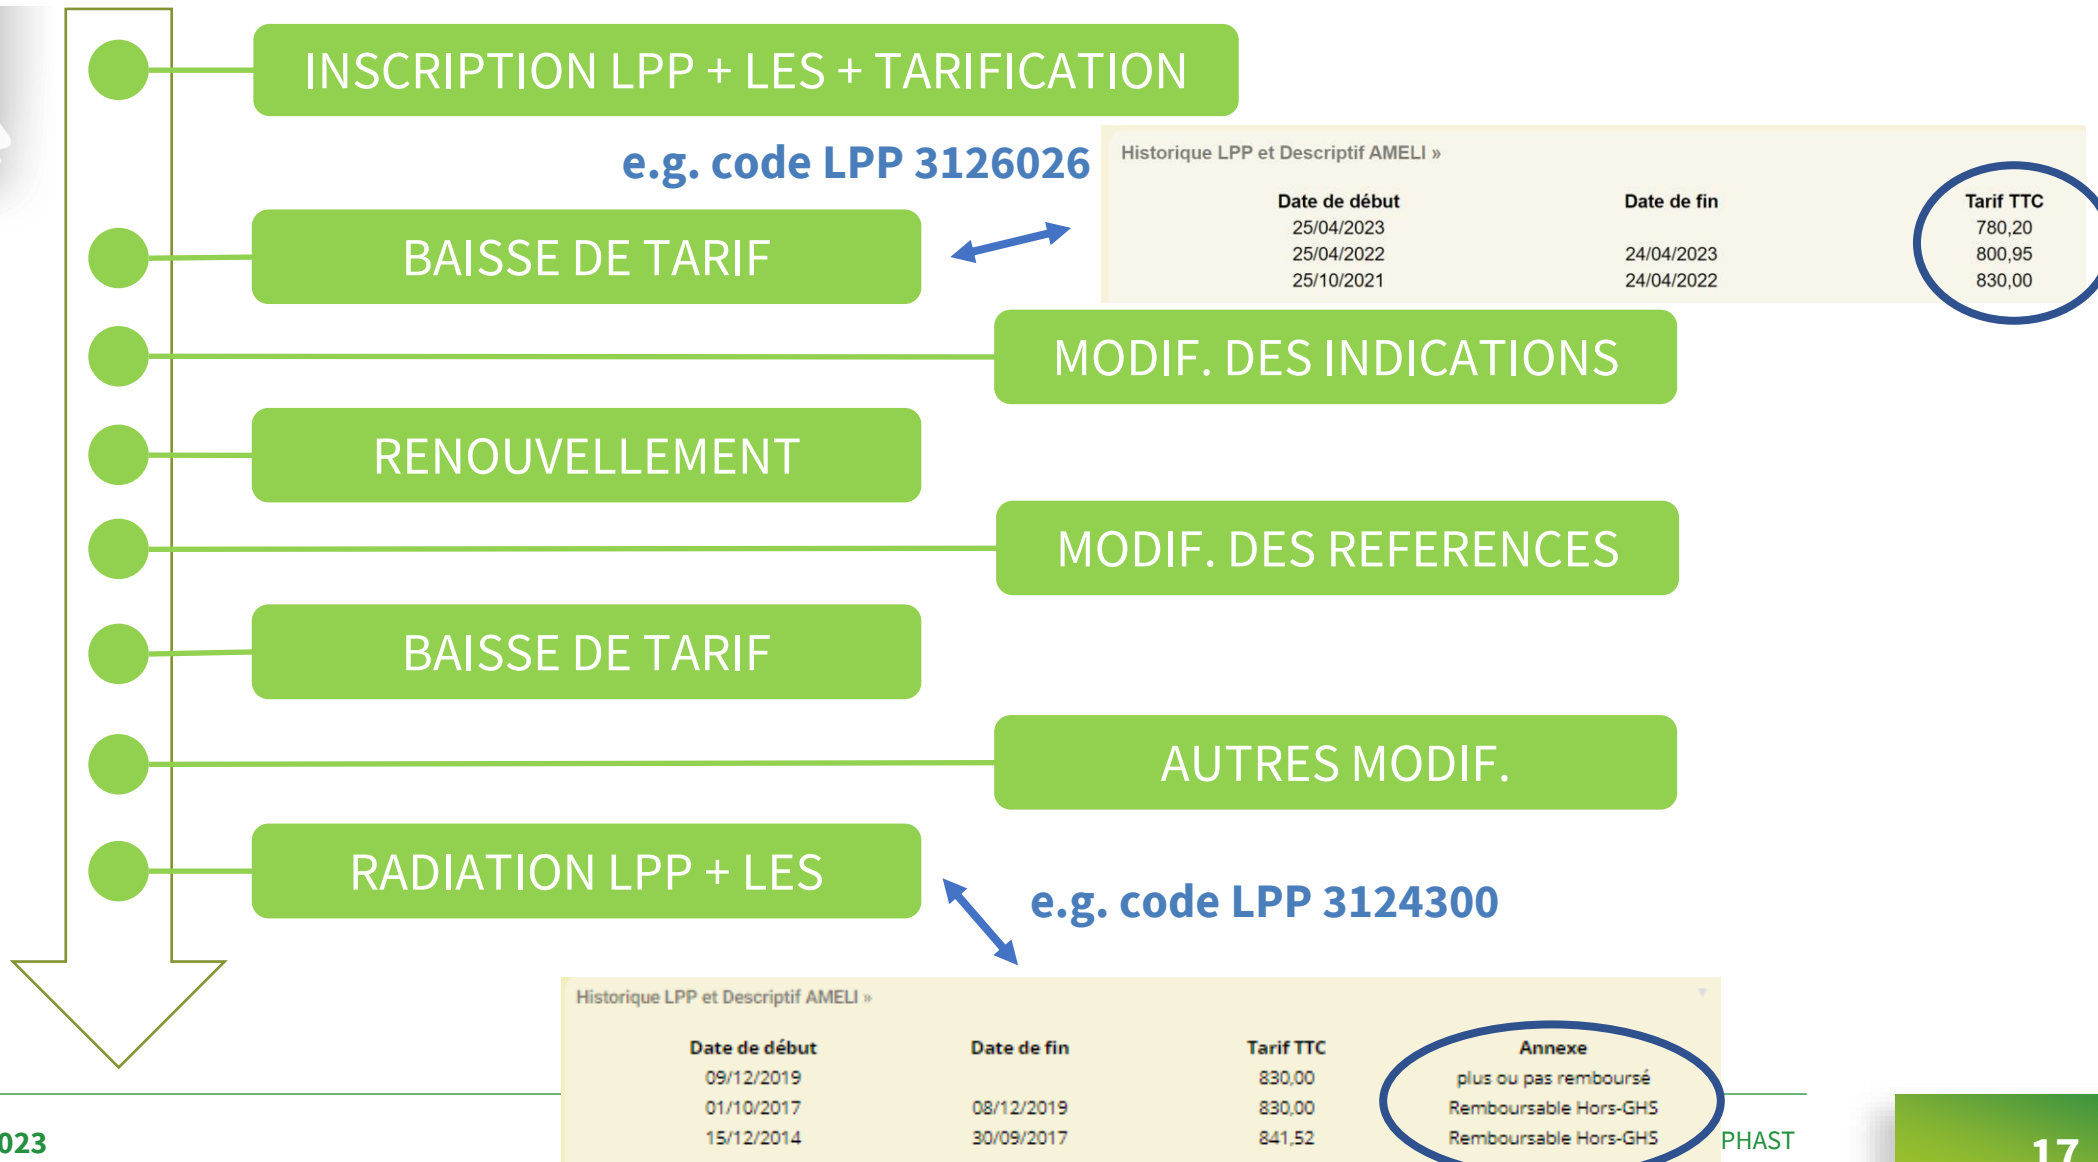 INSCRIPTION LPP + LES + TARIFICATION
e.g. code LPP 3126026
Historique LPP et Descriptif AMELI »
Date de début Date de fin Tarif TTC
25/04/2023 780,20
25/04/2022 24/04/2023 800,95
25/10/2021 24/04/2022 830,00
BAISSE DE TARIF
MODIF. DES INDICATIONS
RENOUVELLEMENT
MODIF. DES REFERENCES
BAISSE DE TARIF
AUTRES MODIF.
RADIATION LPP + LES
e.g. code LPP 3124300
Historique LPP et Descriptif AMELI »
Date de début Date de fin Tarif TTC Annexe
09/12/2019 830,00 plus ou pas remboursé
01/10/2017 08/12/2019 830,00 Remboursable Hors-GHS
15/12/2014 30/09/2017 841,52 Remboursable Hors-GHS
023 PHAST 17